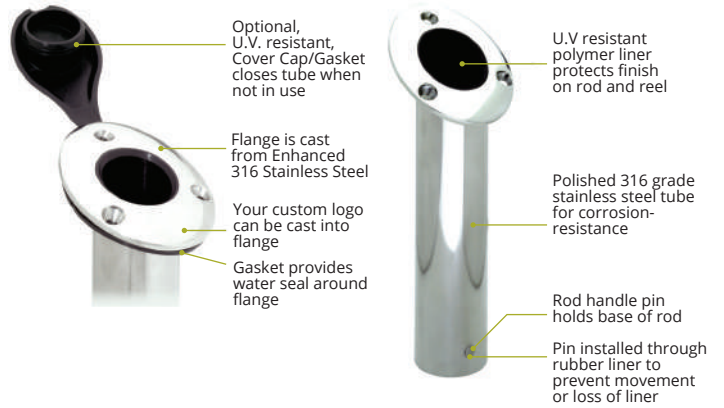 Optional,
U.V. resistant,
Cover Cap/Gasket
closes tube when
not in use
Flange is cast
from Enhanced
316 Stainless Steel
Your custom logo
can be cast into
flange
Gasket provides
water seal around
flange
U.V resistant
polymer liner
protects finish
on rod and reel
Polished 316 grade
stainless steel tube
for corrosion-
resistance
Rod handle pin
holds base of rod
Pin installed through
rubber liner to
prevent movement
or loss of liner